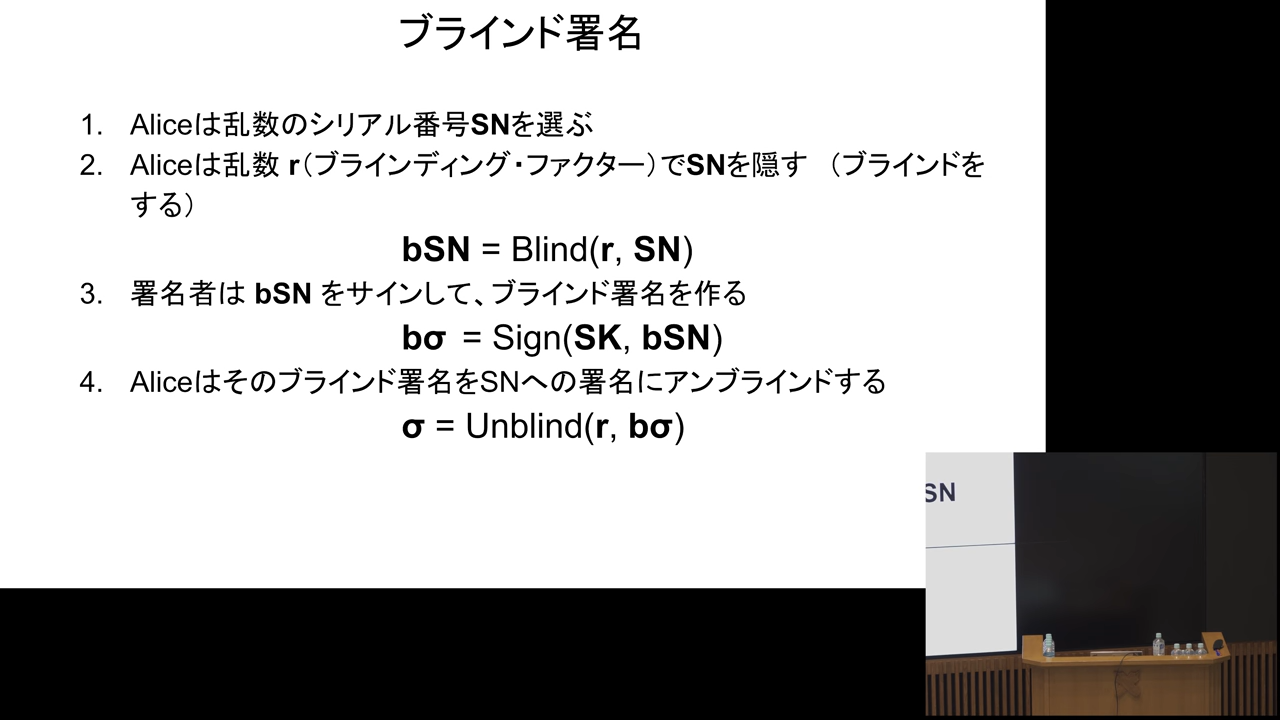 ブラインド署名
1. Aliceは乱数のシリアル番号SNを選ぶ
2. Aliceは乱数 r（ブラインディング・ファクター）でSNを隠す （ブラインドを
する）
bSN = Blind(r, SN)
3. 署名者は bSN をサインして、ブラインド署名を作る
bσ = Sign(SK, bSN)
4. AliceはそのブラインドをSNへの署名にアンブラインドする
σ = Unblind(r, bσ)
SN